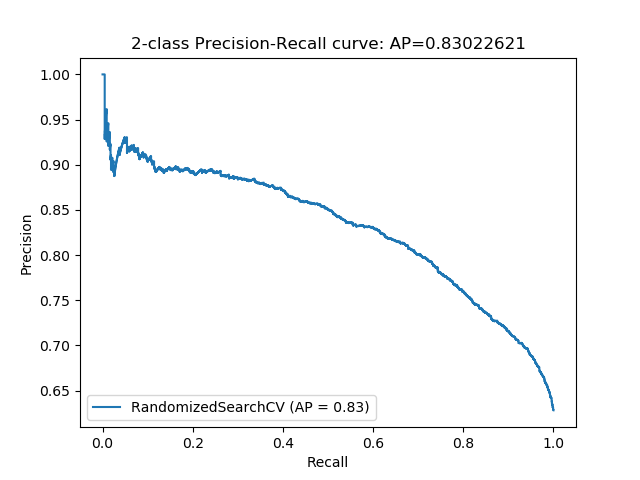 2-class Precision-Recall curve: AP=0.83022621
1.00
0.95
0.90
0.85
0.80
0.75
0.70
0.65
Precision
RandomizedSearchCV (AP = 0.83)
0.0 0.2 0.4 0.6 0.8 1.0
Recall